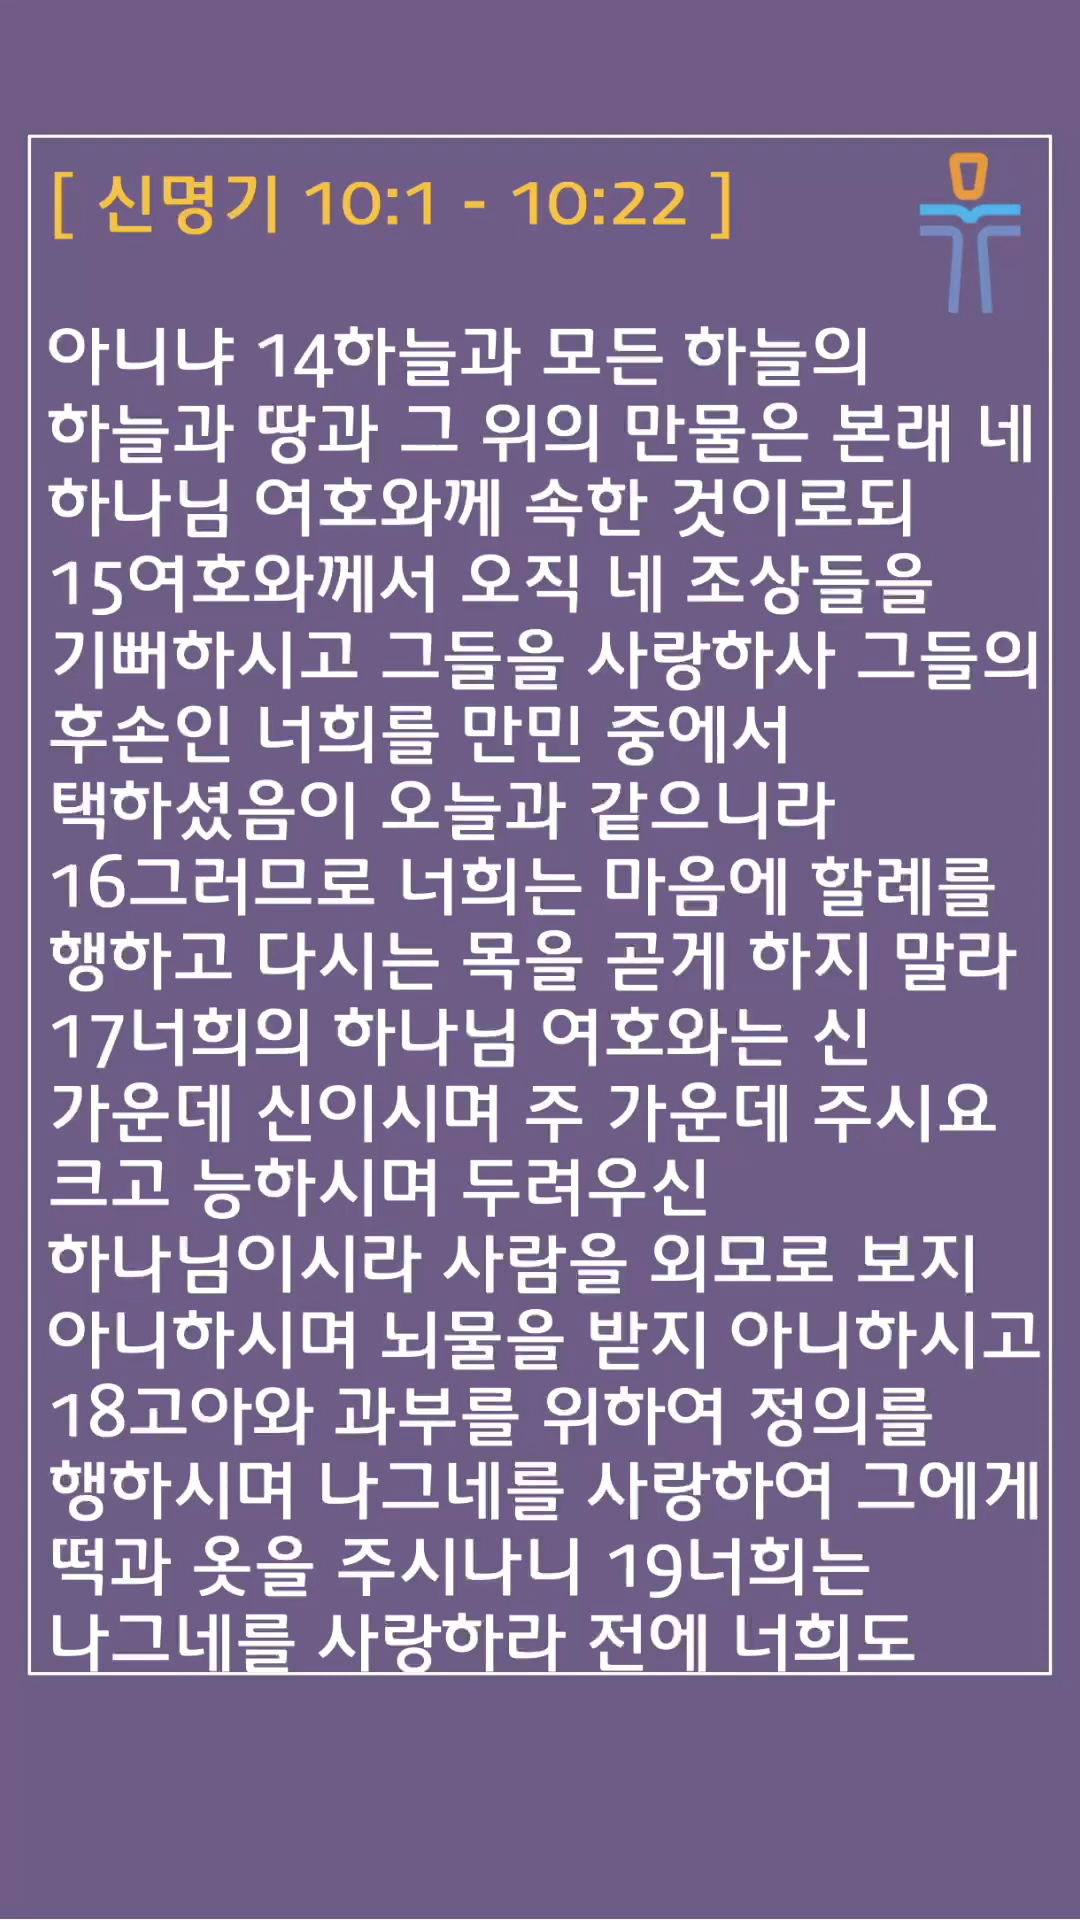 [ 신명기 10:1 - 10:22 ]
아니냐 14하늘과 모든 하늘의
하늘과 땅과 그 위의 만물은 본래 네
하나님 여호와께 속한 것이로되
15여호와께서 오직 네 조상들을
기뻐하시고 그들을 사랑하사 그들의
후손인 너희를 만민 중에서
택하셨음이 오늘과 같으니라
16그러므로 너희는 마음에 할례를
행하고 다시는 목을 곧게 하지 말라
17너희의 하나님 여호와는 신
가운데 신이시며 주 가운데 주시요
크고 능하시며 두려우신
하나님이시라 사람을 외모로 보지
아니하시며 뇌물을 받지 아니하시고
18고아와 과부를 위하여 정의를
행하시며 나그네를 사랑하여 그에게
떡과 옷을 주시나니 19너희는
나그네를 사랑하라 전에 너희도